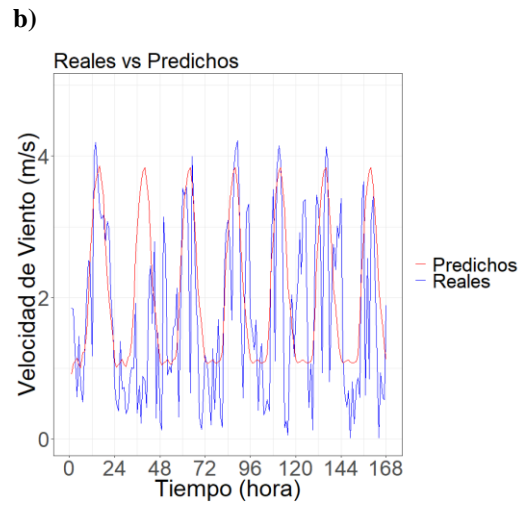 b)
Reales vs Predichos
Velocidad de Viento (m/s)
4
2
0
0 24 48 72 96 120 144 168
Tiempo (hora)
Predichos
Reales